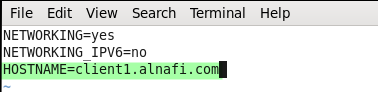 File Edit View Search Terminal Help
NETWORKING=yes
NETWORKING_IPV6=no
HOSTNAME=client1.alnafi.com
~